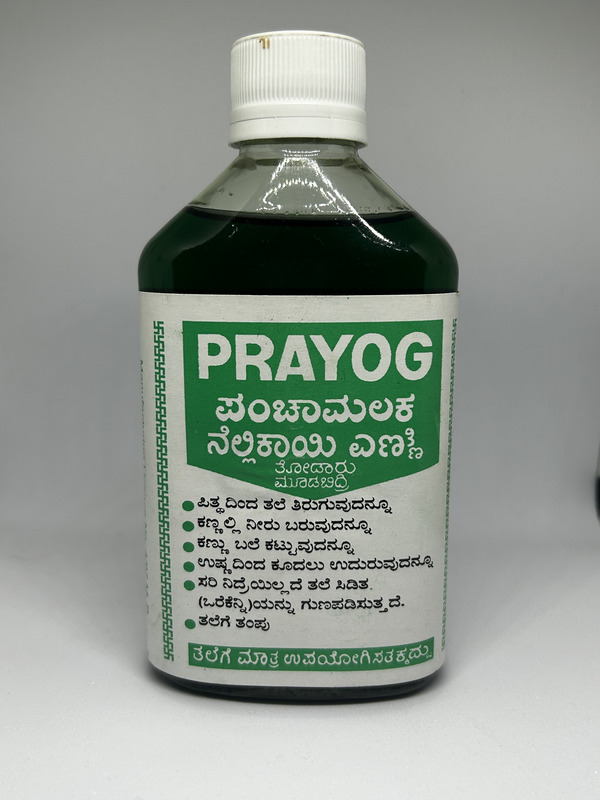 PRAYOG
ಪಂಚಾಮಲಕ
ನೆಲ್ಲಿಕಾಯಿ ಎಣ್ಣೆ
ತೋಡಾರು
ಮೂಡಬಿದ್ರಿ
ಪಿತ್ಥದಿಂದ ತಲೆ ತಿರುಗುವುದನ್ನೂ
ಕಣ್ಣಲ್ಲಿ ನೀರು ಬರುವುದನ್ನೂ
ಕಣ್ಣು ಬಲೆ ಕಟ್ಟುವುದನ್ನೂ
ಉಷ್ಣದಿಂದ ಕೂದಲು ಉದುರುವುದನ್ನೂ
ಸರಿ ನಿದ್ರೆಯಿಲ್ಲದೆ ತಲೆ ಸಿಡಿತ
(ಒರೆಕೆನ್ನಿ)ಯನ್ನು ಗುಣಪಡಿಸುತ್ತದೆ.
ತಲೆಗೆ ತಂಪು
ತಲೆಗೆ ಮಾತ್ರ ಉಪಯೋಗಿಸತಕ್ಕದ್ದು